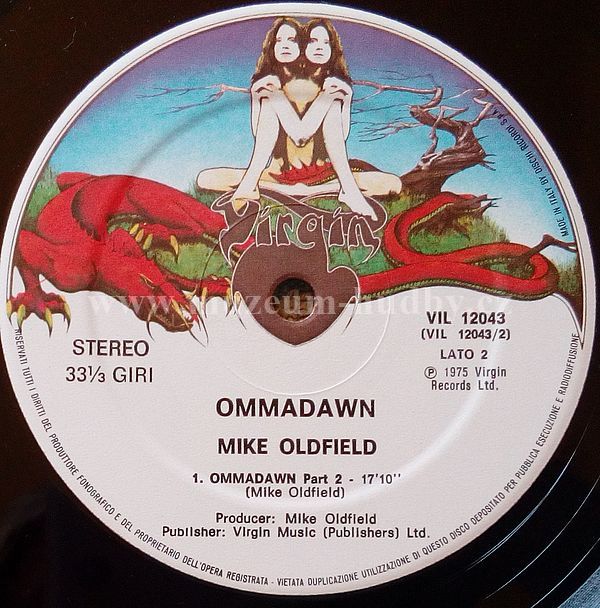 MADE IN ITALY BY DISCHI RICORDI S.p.A.
Virgin
www.muzeum-hudby.cz
STEREO
33⅓ GIRI
VIL 12043
(VIL 12043/2)
LATO 2
Ⓟ 1975 Virgin
Records Ltd.
OMMADAWN
MIKE OLDFIELD
1. OMMADAWN Part 2 - 17'10''
(Mike Oldfield)
Producer: Mike Oldfield
Publisher: Virgin Music (Publishers) Ltd.
RISERVATI TUTTI I DIRITTI DEL PRODUTTORE FONOGRAFICO E DEL PROPRIETARIO DELL'OPERA REGISTRATA - VIETATA DUPLICAZIONE UTILIZZAZIONE DI QUESTO DISCO DEPOSITATO PER PUBBLICA ESECUZIONE E RADIODIFFUSIONE